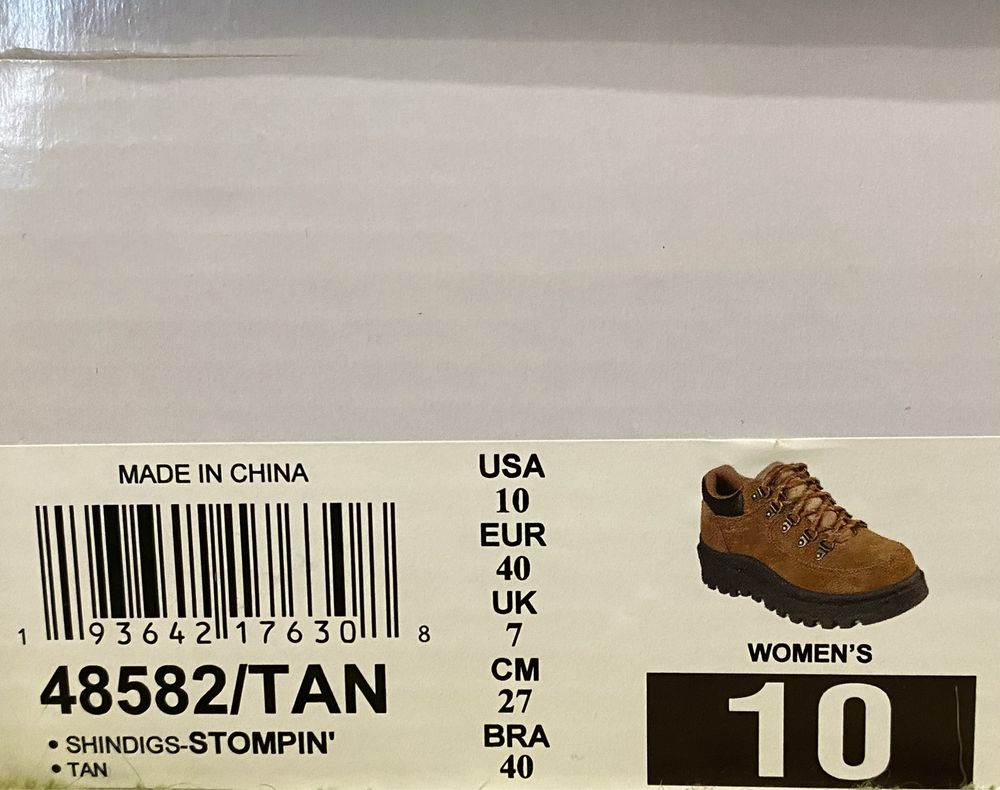 MADE IN CHINA
1 93642 17630 8
48582/TAN
• SHINDIGS-STOMPIN'
• TAN
USA
10
EUR
40
UK
7
CM
27
BRA
40
WOMEN'S
10